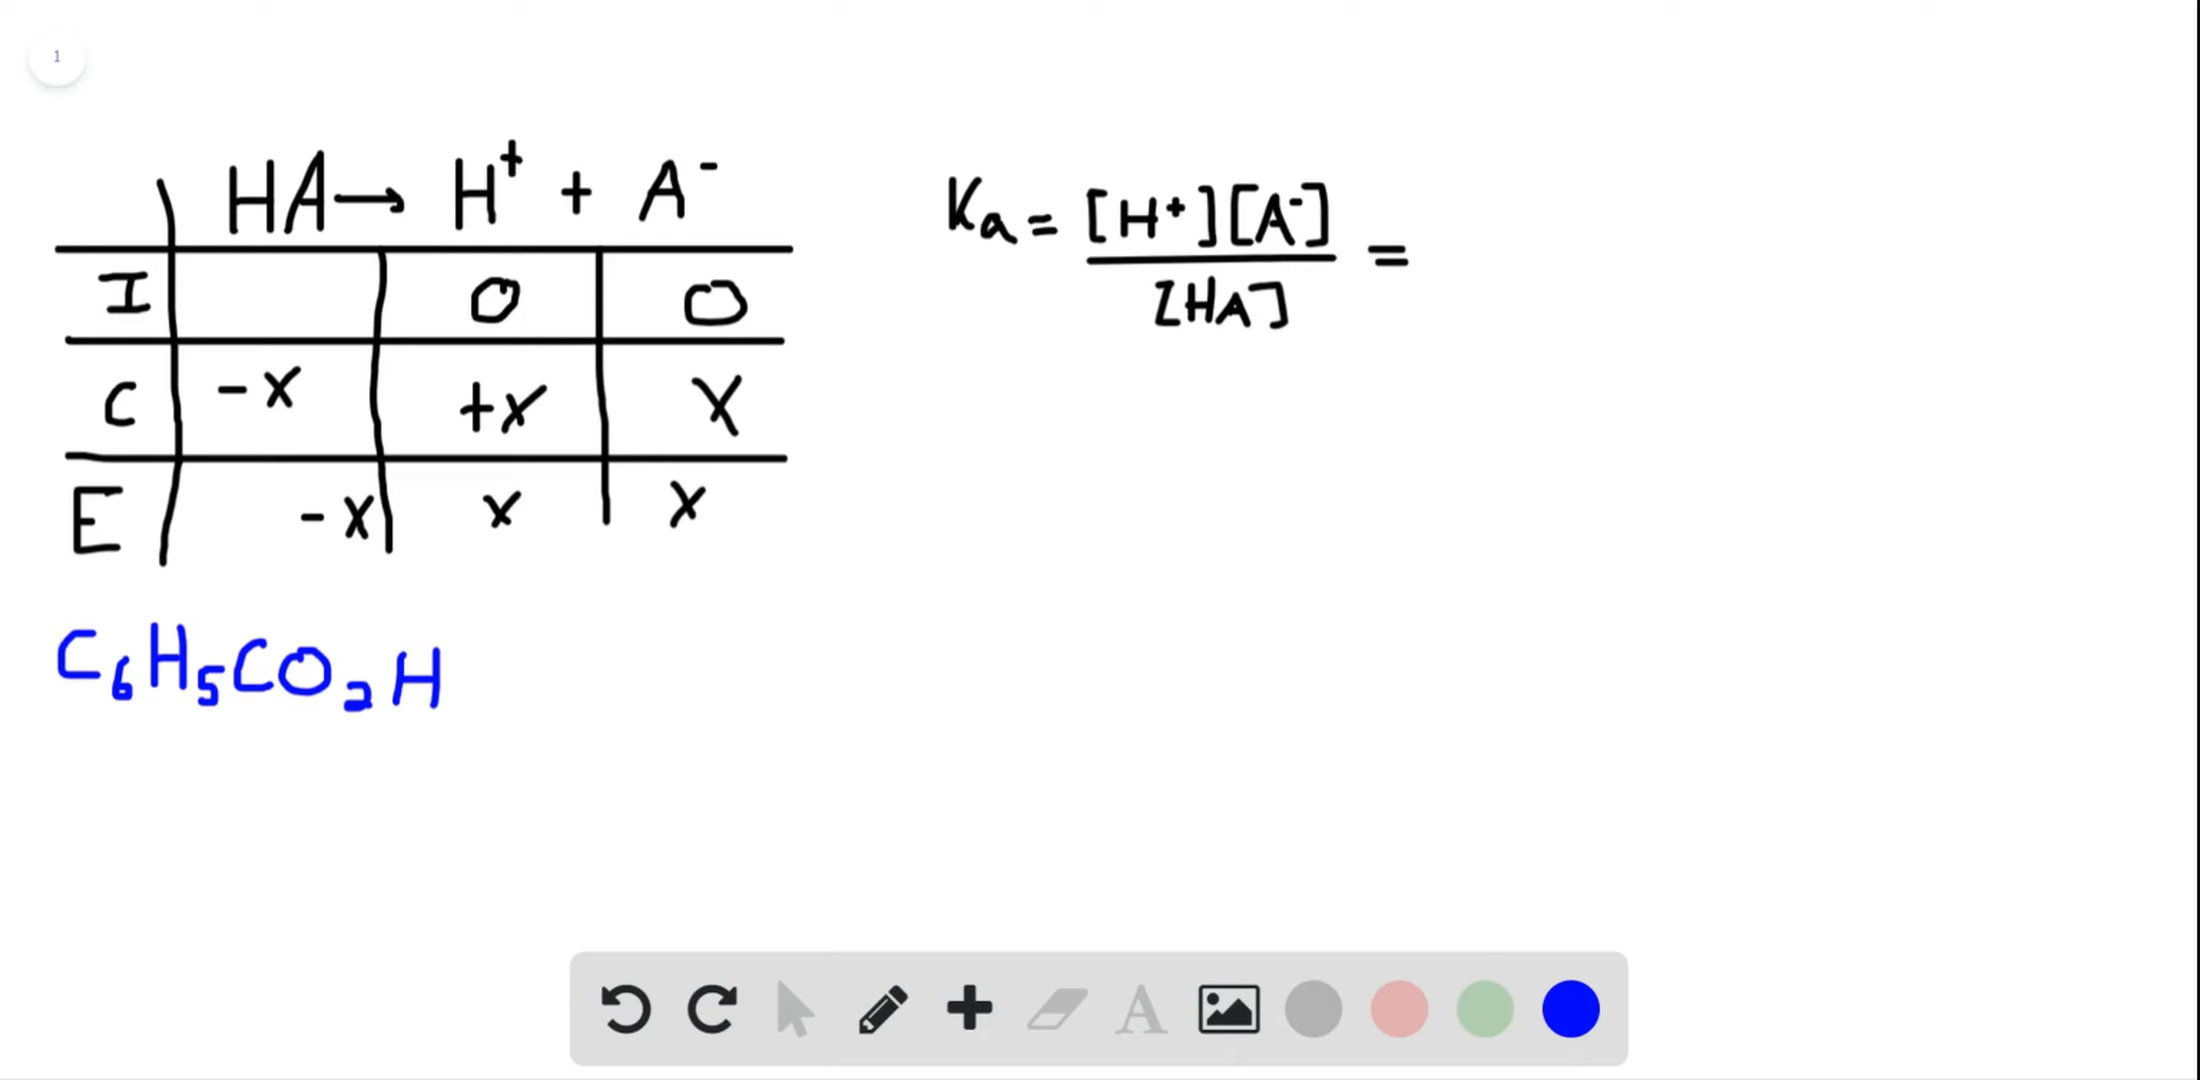 1
HA → H⁺ + A⁻
I 0 0
C -x +x x
E -x x x
Ka = [H⁺][A⁻] / [HA] =
C₆H₅CO₂H
A